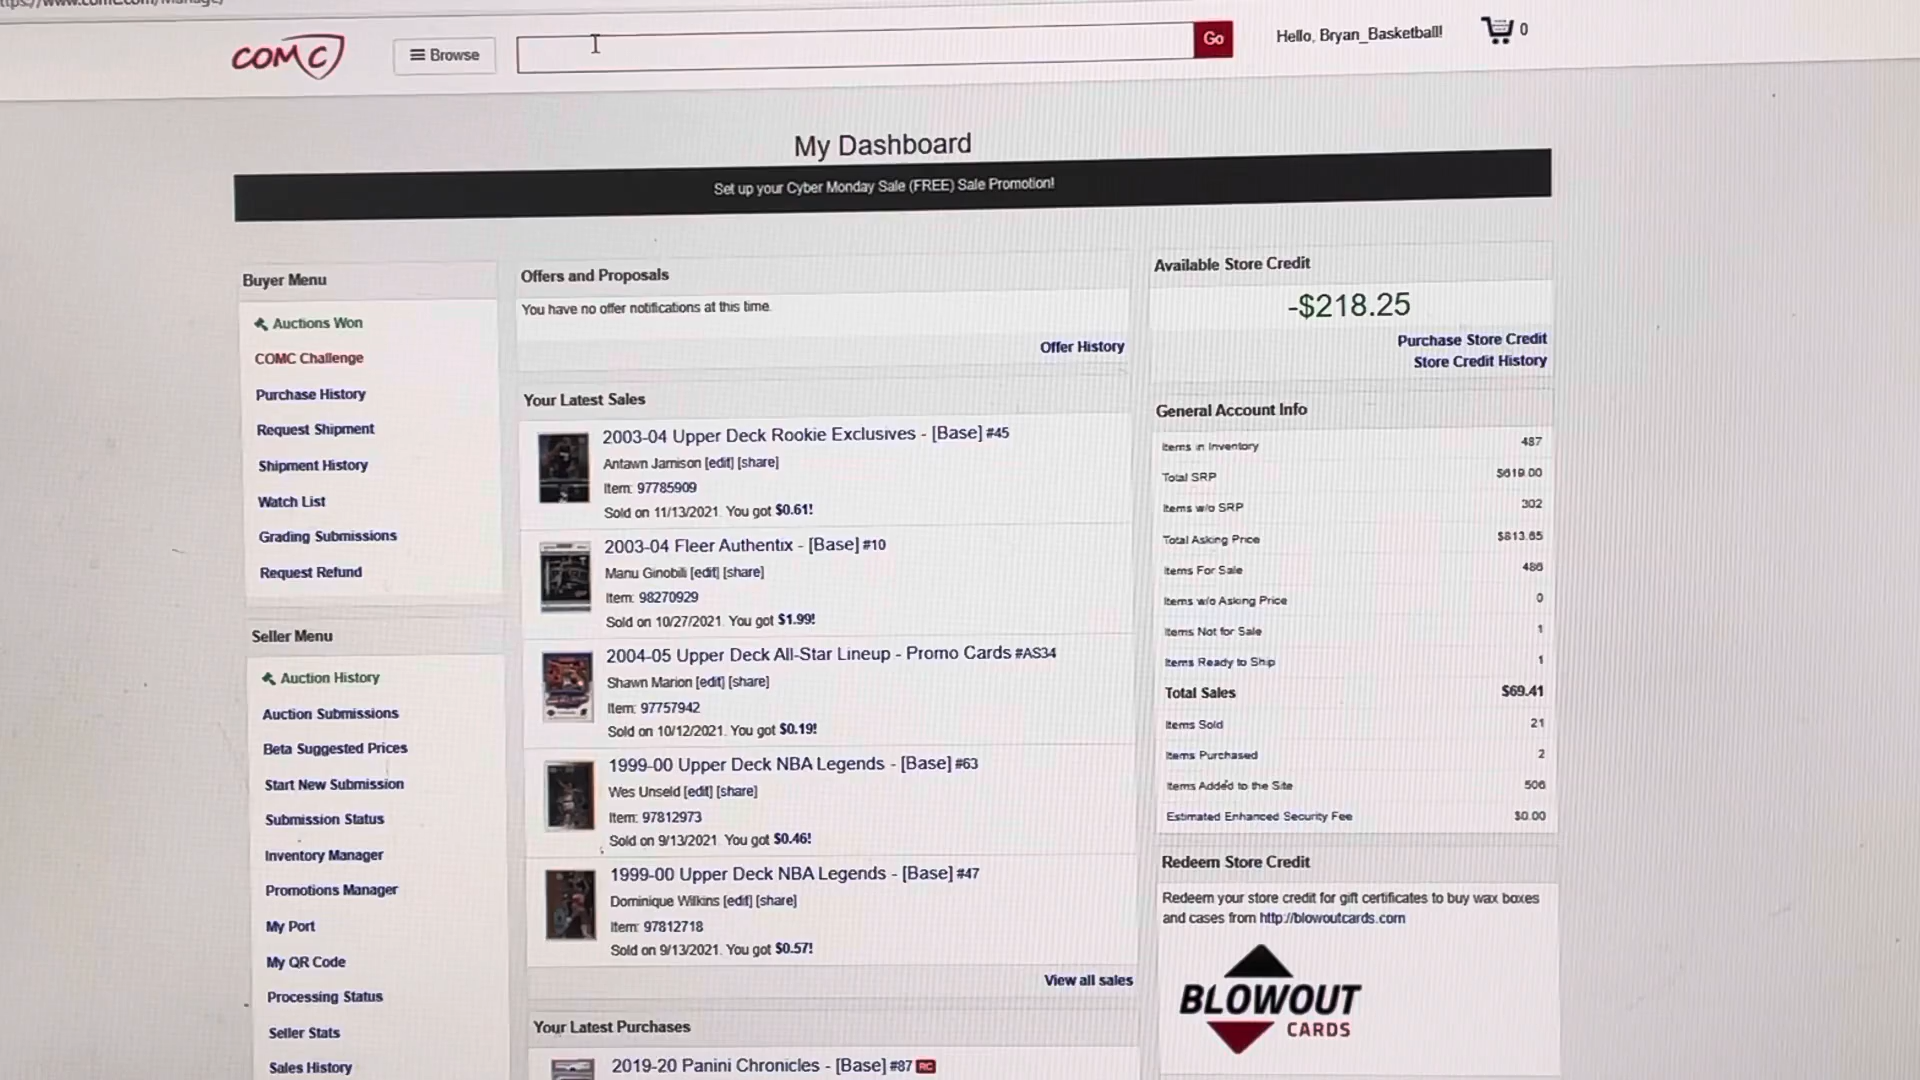 COMC
Browse
Go
Hello, Bryan_Basketball!
0
My Dashboard
Set up your Cyber Monday Sale (FREE) Sale Promotion!
Buyer Menu
Auctions Won
COMC Challenge
Purchase History
Request Shipment
Shipment History
Watch List
Grading Submissions
Request Refund
Seller Menu
Auction History
Auction Submissions
Beta Suggested Prices
Start New Submission
Submission Status
Inventory Manager
Promotions Manager
My Port
My QR Code
Processing Status
Seller Stats
Sales History
Offers and Proposals
You have no offer notifications at this time.
Offer History
Your Latest Sales
2003-04 Upper Deck Rookie Exclusives - [Base] #45
Antawn Jamison [edit] [share]
Item: 97785909
Sold on 11/13/2021. You got $0.61!
2003-04 Fleer Authentix - [Base] #10
Manu Ginobili [edit] [share]
Item: 98270929
Sold on 10/27/2021. You got $1.99!
2004-05 Upper Deck All-Star Lineup - Promo Cards #AS34
Shawn Marion [edit] [share]
Item: 97757942
Sold on 10/12/2021. You got $0.19!
1999-00 Upper Deck NBA Legends - [Base] #63
Wes Unseld [edit] [share]
Item: 97812973
Sold on 9/13/2021. You got $0.46!
1999-00 Upper Deck NBA Legends - [Base] #47
Dominique Wilkins [edit] [share]
Item: 97812718
Sold on 9/13/2021. You got $0.57!
View all sales
Your Latest Purchases
2019-20 Panini Chronicles - [Base] #87 RC
Available Store Credit
-$218.25
Purchase Store Credit
Store Credit History
General Account Info
Items in Inventory 487
Total SRP $619.00
Items w/o SRP 302
Total Asking Price $813.65
Items For Sale 486
Items w/o Asking Price 0
Items Not for Sale 1
Items Ready to Ship 1
Total Sales $69.41
Items Sold 21
Items Purchased 2
Items Added to the Site 506
Estimated Enhanced Security Fee $0.00
Redeem Store Credit
Redeem your store credit for gift certificates to buy wax boxes
and cases from http://blowoutcards.com
BLOWOUT
CARDS